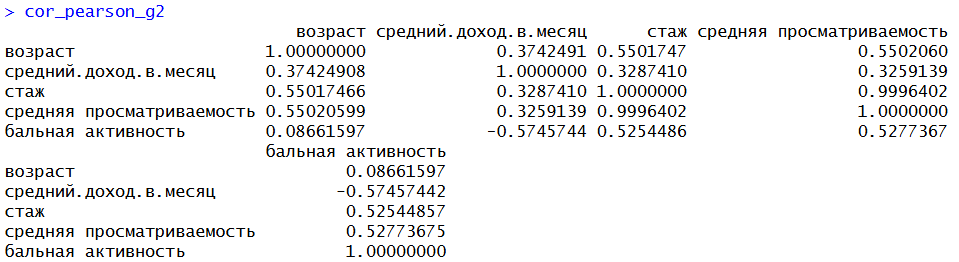 > cor_pearson_g2
возраст средний.доход.в.месяц стаж средняя просматриваемость
возраст 1.00000000 0.3742491 0.5501747 0.5502060
средний.доход.в.месяц 0.37424908 1.0000000 0.3287410 0.3259139
стаж 0.55017466 0.3287410 1.0000000 0.9996402
средняя просматриваемость 0.55020599 0.3259139 0.9996402 1.0000000
бальная активность 0.08661597 -0.5745744 0.5254486 0.5277367
бальная активность
возраст 0.08661597
средний.доход.в.месяц -0.57457442
стаж 0.52544857
средняя просматриваемость 0.52773675
бальная активность 1.00000000